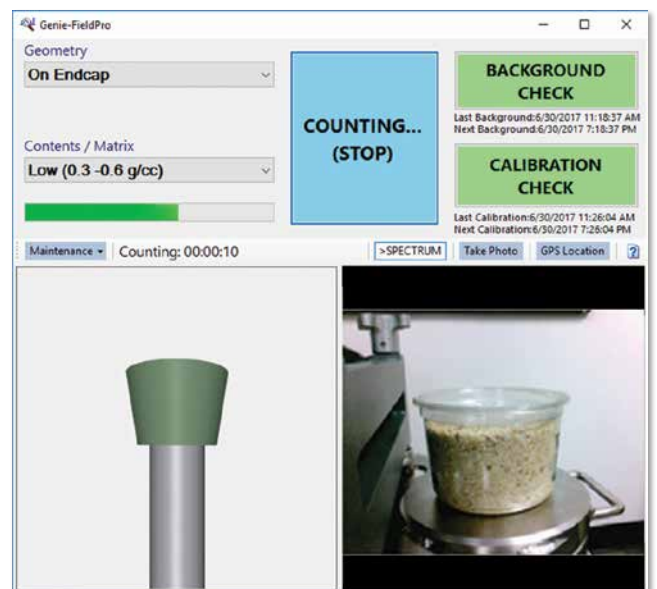 Genie-FieldPro
Geometry
On Endcap
Contents / Matrix
Low (0.3 -0.6 g/cc)
COUNTING...
(STOP)
BACKGROUND
CHECK
Last Background:6/30/2017 11:18:37 AM
Next Background:6/30/2017 7:18:37 PM
CALIBRATION
CHECK
Last Calibration:6/30/2017 11:26:04 AM
Next Calibration:6/30/2017 7:26:04 PM
Maintenance
Counting: 00:00:10
>SPECTRUM
Take Photo
GPS Location
?